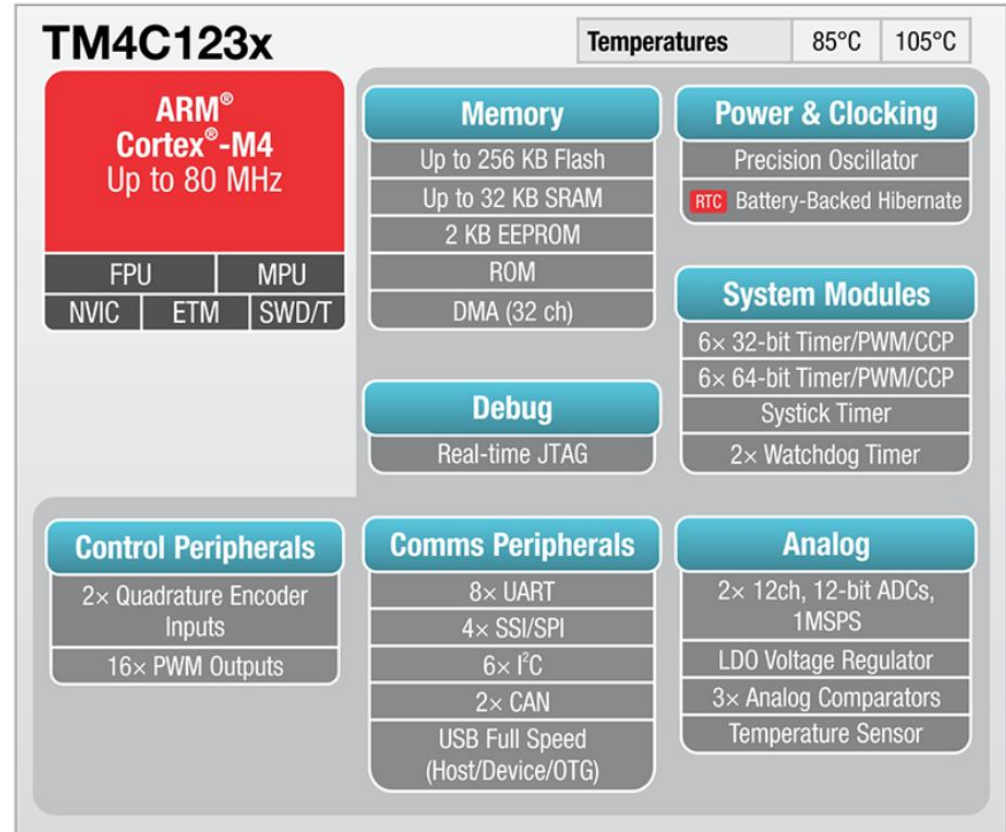 TM4C123x
Temperatures 85°C 105°C
ARM®
Cortex®-M4
Up to 80 MHz
FPU MPU
NVIC ETM SWD/T
Memory
Up to 256 KB Flash
Up to 32 KB SRAM
2 KB EEPROM
ROM
DMA (32 ch)
Power & Clocking
Precision Oscillator
RTC Battery-Backed Hibernate
System Modules
6× 32-bit Timer/PWM/CCP
6× 64-bit Timer/PWM/CCP
Systick Timer
2× Watchdog Timer
Debug
Real-time JTAG
Control Peripherals
2× Quadrature Encoder
Inputs
16× PWM Outputs
Comms Peripherals
8× UART
4× SSI/SPI
6× I²C
2× CAN
USB Full Speed
(Host/Device/OTG)
Analog
2× 12ch, 12-bit ADCs,
1MSPS
LDO Voltage Regulator
3× Analog Comparators
Temperature Sensor